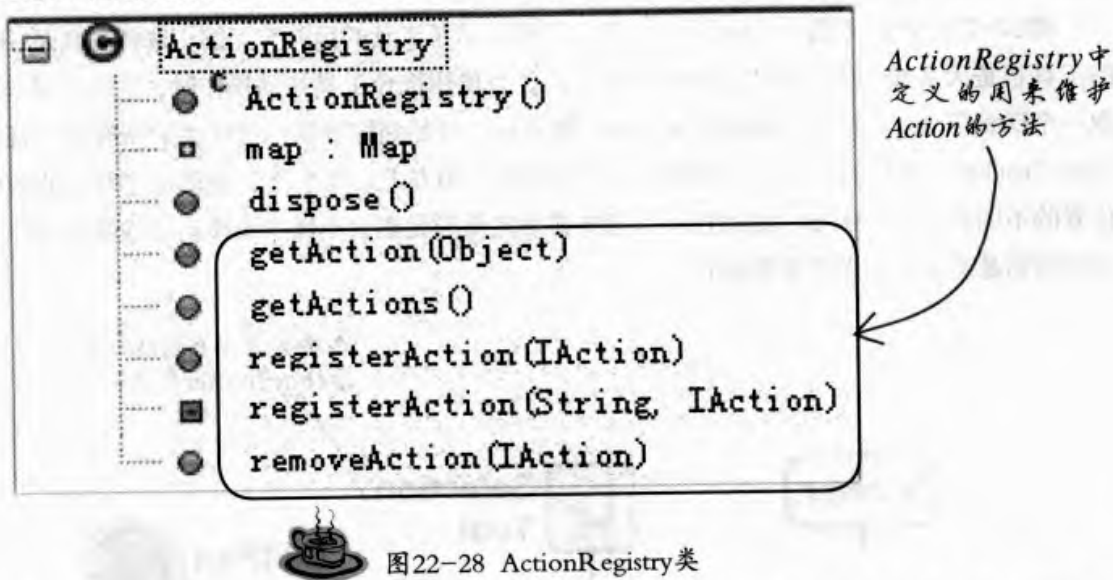 ActionRegistry
C ActionRegistry()
map : Map
dispose()
getAction(Object)
getActions()
registerAction(IAction)
registerAction(String, IAction)
removeAction(IAction)
ActionRegistry中
定义的用来维护
Action的方法
图22-28 ActionRegistry类